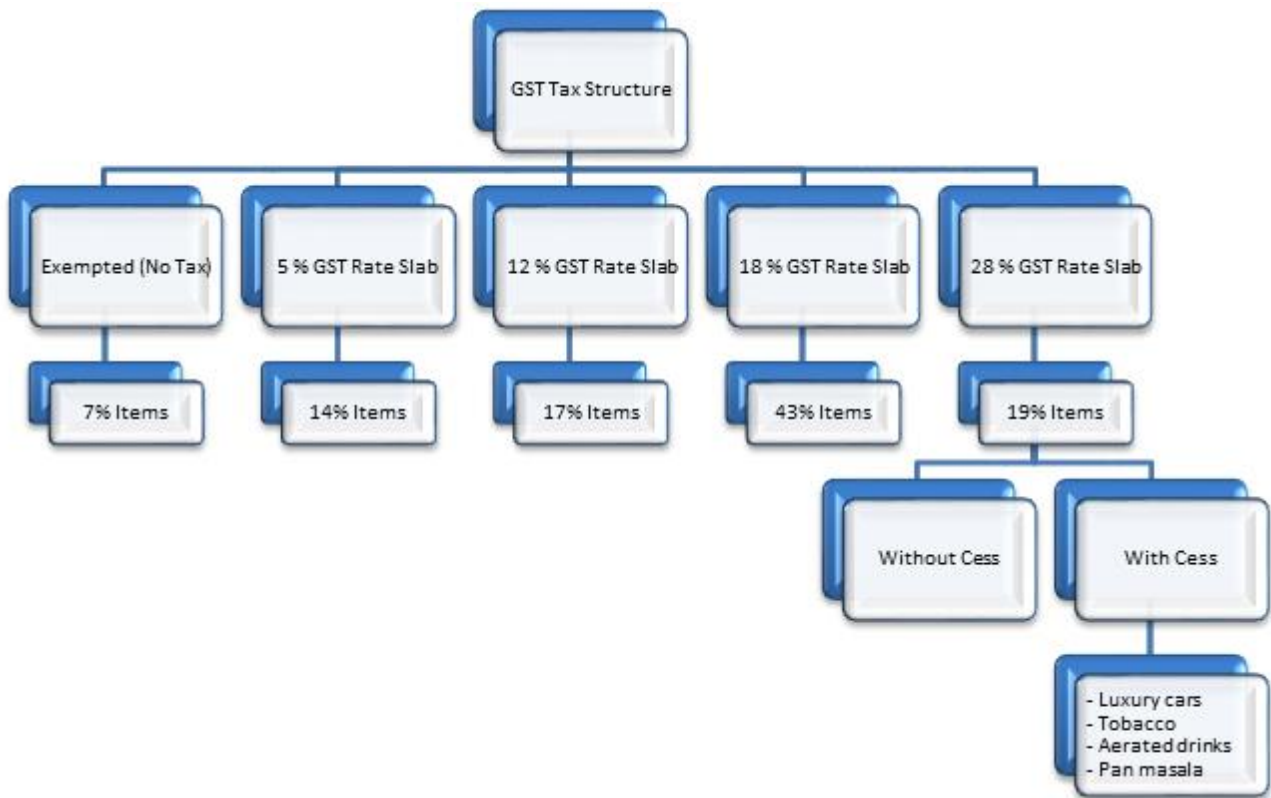 GST Tax Structure
Exempted (No Tax)
5 % GST Rate Slab
12 % GST Rate Slab
18 % GST Rate Slab
28 % GST Rate Slab
7% Items
14% Items
17% Items
43% Items
19% Items
Without Cess
With Cess
- Luxury cars
- Tobacco
- Aerated drinks
- Pan masala